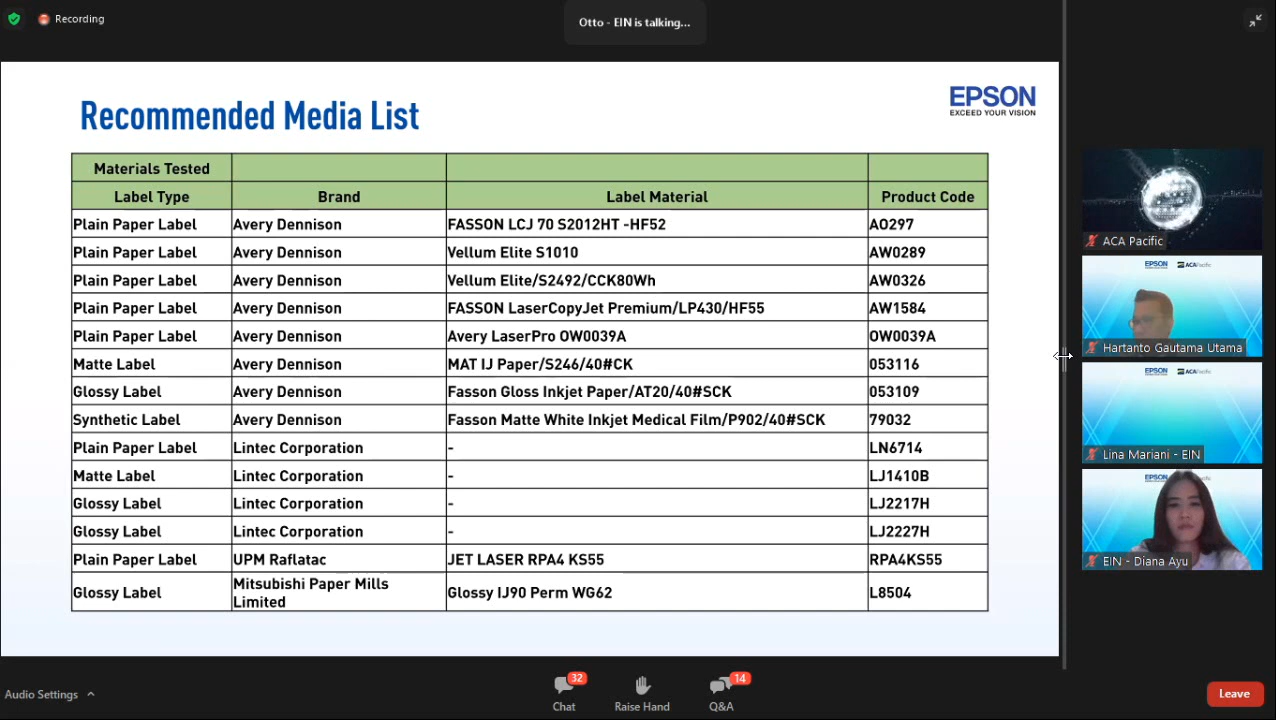 Recording
Otto - EIN is talking...
Recommended Media List
EPSON
EXCEED YOUR VISION
Materials Tested
Label Type Brand Label Material Product Code
Plain Paper Label Avery Dennison FASSON LCJ 70 S2012HT -HF52 AO297
Plain Paper Label Avery Dennison Vellum Elite S1010 AW0289
Plain Paper Label Avery Dennison Vellum Elite/S2492/CCK80Wh AW0326
Plain Paper Label Avery Dennison FASSON LaserCopyJet Premium/LP430/HF55 AW1584
Plain Paper Label Avery Dennison Avery LaserPro OW0039A OW0039A
Matte Label Avery Dennison MAT IJ Paper/S246/40#CK 053116
Glossy Label Avery Dennison Fasson Gloss Inkjet Paper/AT20/40#SCK 053109
Synthetic Label Avery Dennison Fasson Matte White Inkjet Medical Film/P902/40#SCK 79032
Plain Paper Label Lintec Corporation - LN6714
Matte Label Lintec Corporation - LJ1410B
Glossy Label Lintec Corporation - LJ2217H
Glossy Label Lintec Corporation - LJ2227H
Plain Paper Label UPM Raflatac JET LASER RPA4 KS55 RPA4KS55
Glossy Label Mitsubishi Paper Mills Limited Glossy IJ90 Perm WG62 L8504
ACA Pacific
EPSON ACAPacific
Hartanto Gautama Utama
EPSON ACAPacific
Lina Mariani - EIN
EPSON
EIN - Diana Ayu
Audio Settings
32
Chat
Raise Hand
14
Q&A
Leave